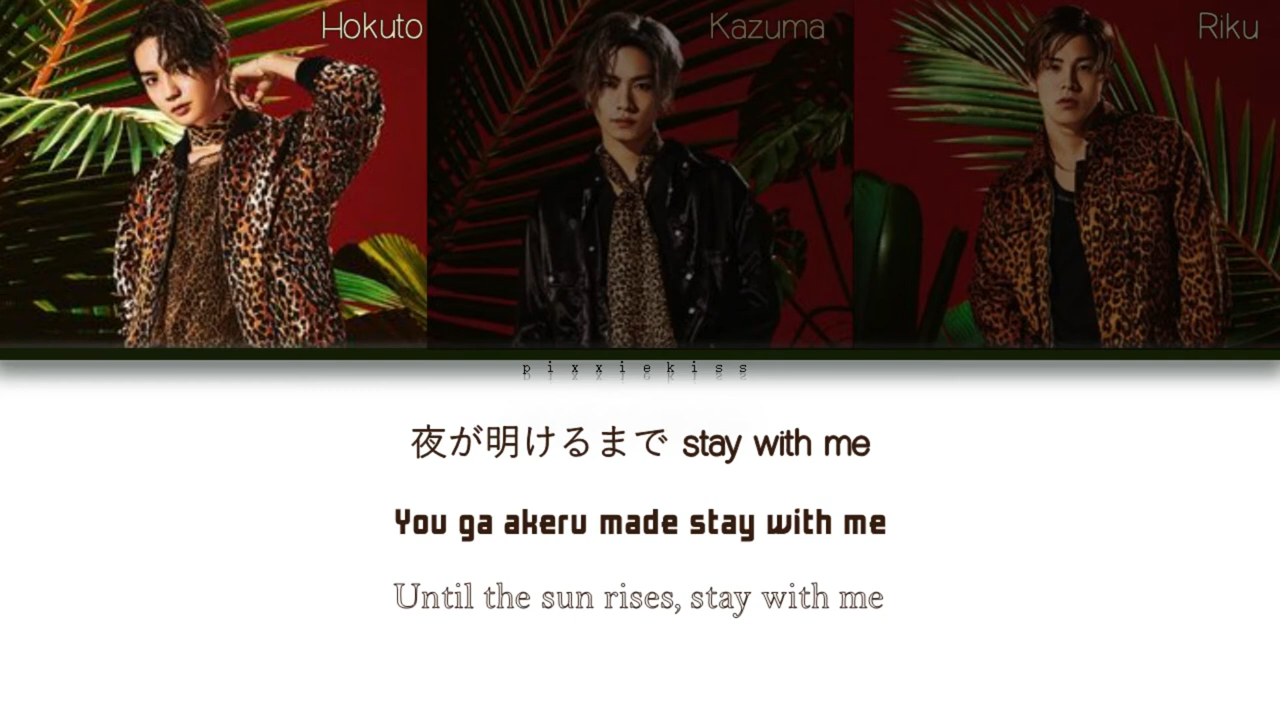 Hokuto
Kazuma
Riku
pixxiekiss
夜が明けるまで stay with me
You ga akeru made stay with me
Until the sun rises, stay with me